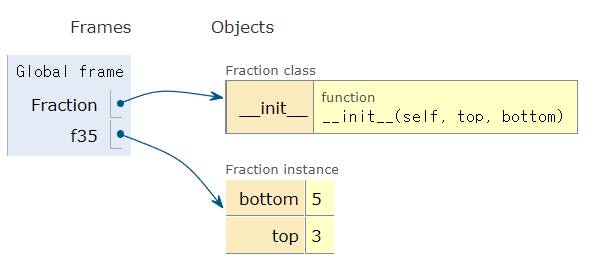 Frames Objects
Global frame
Fraction
f35
Fraction class
__init__
function
__init__(self, top, bottom)
Fraction instance
bottom 5
top 3